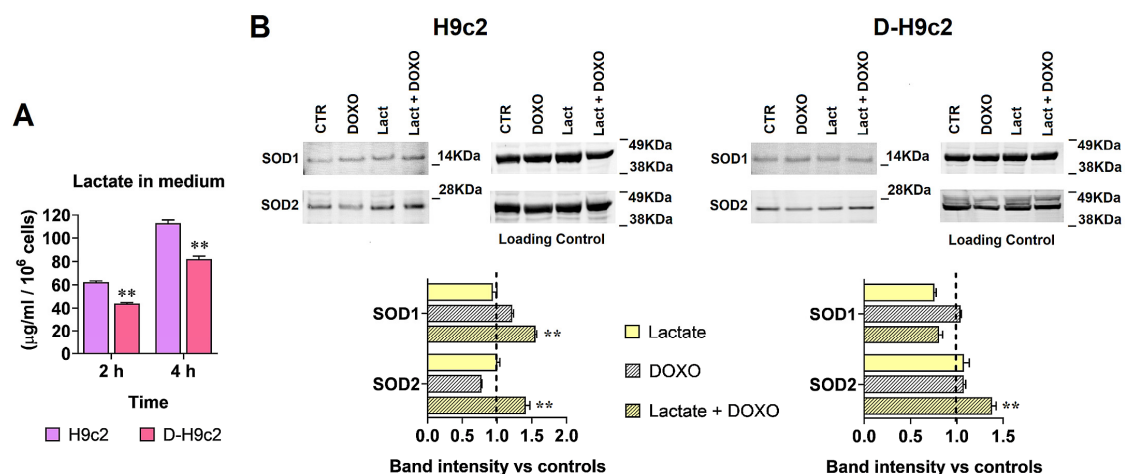 A
Lactate in medium
(μg/ml / 10⁶ cells)
120
100
80
60
40
20
0
**
**
2 h
4 h
Time
H9c2
D-H9c2
B
H9c2
CTR
DOXO
Lact
Lact + DOXO
CTR
DOXO
Lact
Lact + DOXO
SOD1
14KDa
49KDa
38KDa
SOD2
28KDa
49KDa
38KDa
Loading Control
SOD1
**
SOD2
**
0.0 0.5 1.0 1.5 2.0
Band intensity vs controls
Lactate
DOXO
Lactate + DOXO
D-H9c2
CTR
DOXO
Lact
Lact + DOXO
CTR
DOXO
Lact
Lact + DOXO
SOD1
14KDa
49KDa
38KDa
SOD2
28KDa
49KDa
38KDa
Loading Control
SOD1
SOD2
**
0.0 0.5 1.0 1.5
Band intensity vs controls